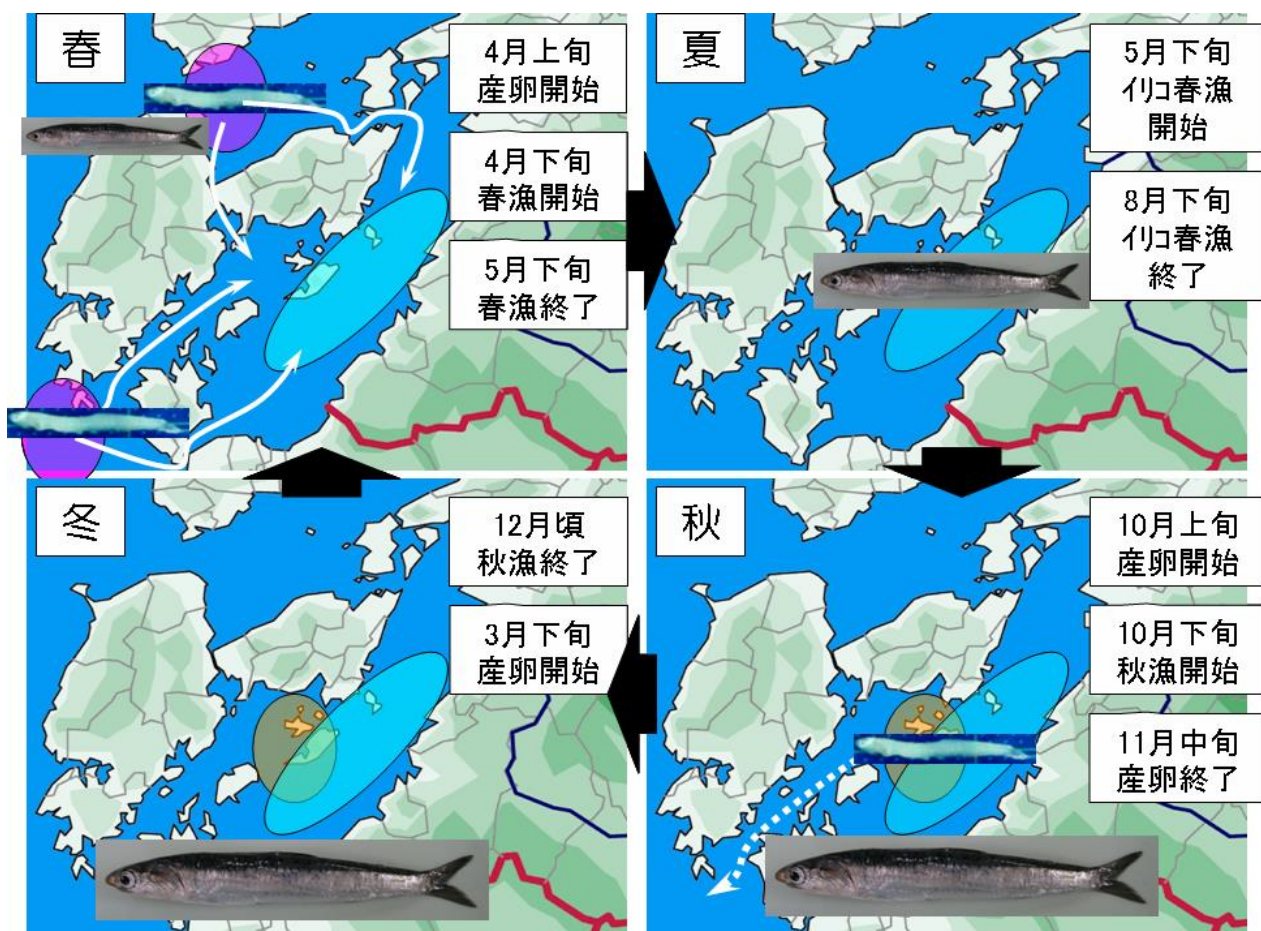 春
4月上旬
産卵開始
4月下旬
春漁開始
5月下旬
春漁終了
夏
5月下旬
イリコ春漁
開始
8月下旬
イリコ春漁
終了
冬
12月頃
秋漁終了
3月下旬
産卵開始
秋
10月上旬
産卵開始
10月下旬
秋漁開始
11月中旬
産卵終了